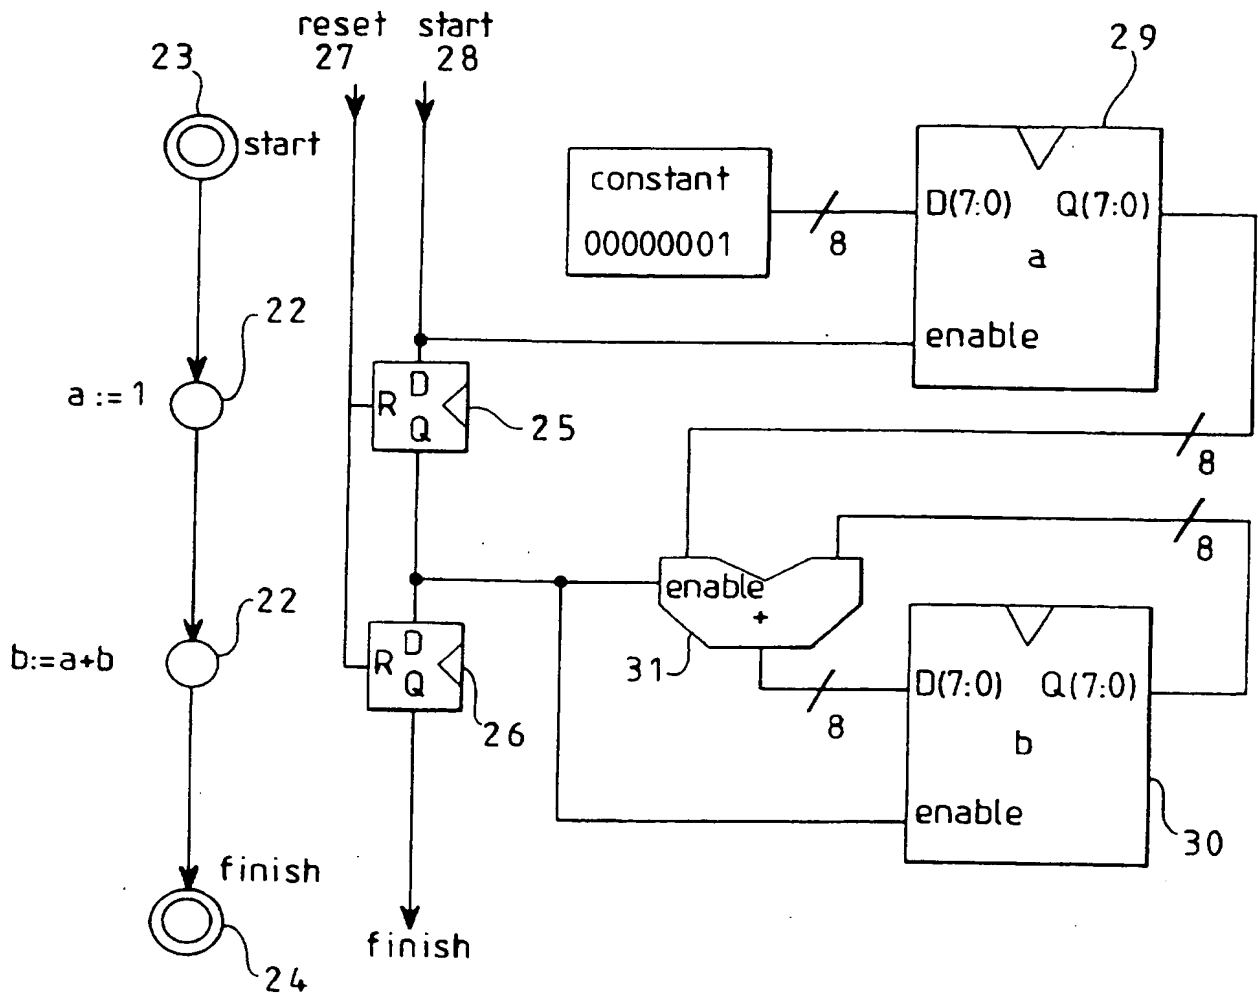 reset
27
start
28
23
start
29
constant
00000001
8
D(7:0)
Q(7:0)
a
enable
22
a := 1
D
R
Q
25
8
8
enable
+
31
22
b:=a+b
D
R
Q
26
8
D(7:0)
Q(7:0)
b
enable
30
finish
24
finish